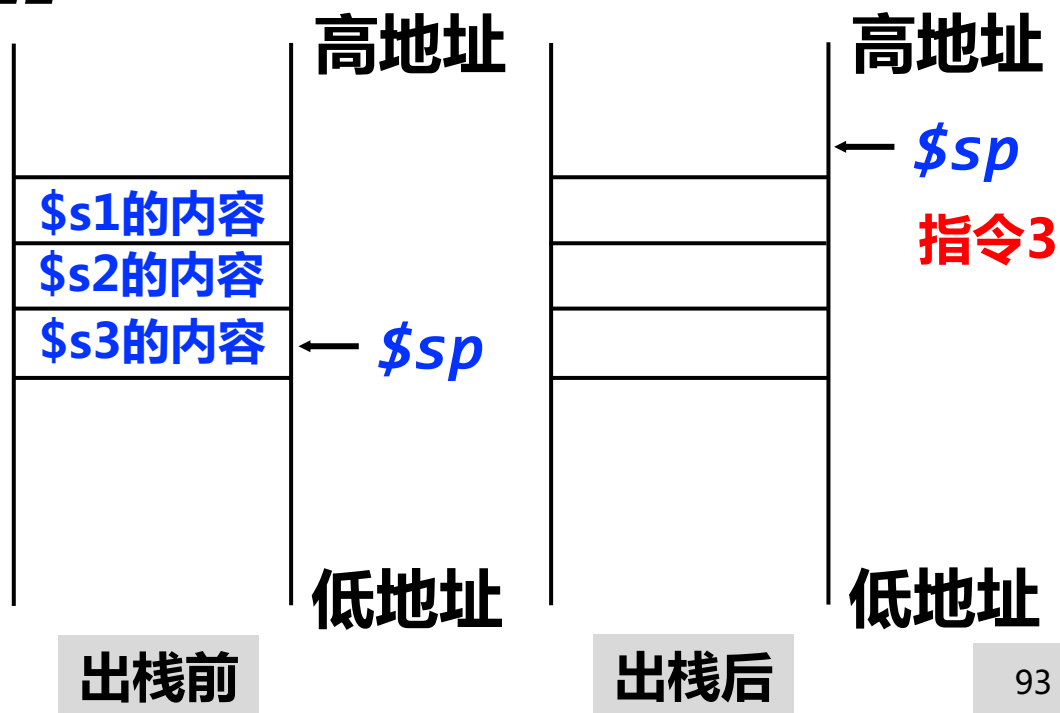 高地址
$s1的内容
$s2的内容
$s3的内容
$sp
低地址
出栈前
高地址
$sp
指令3
低地址
出栈后
93